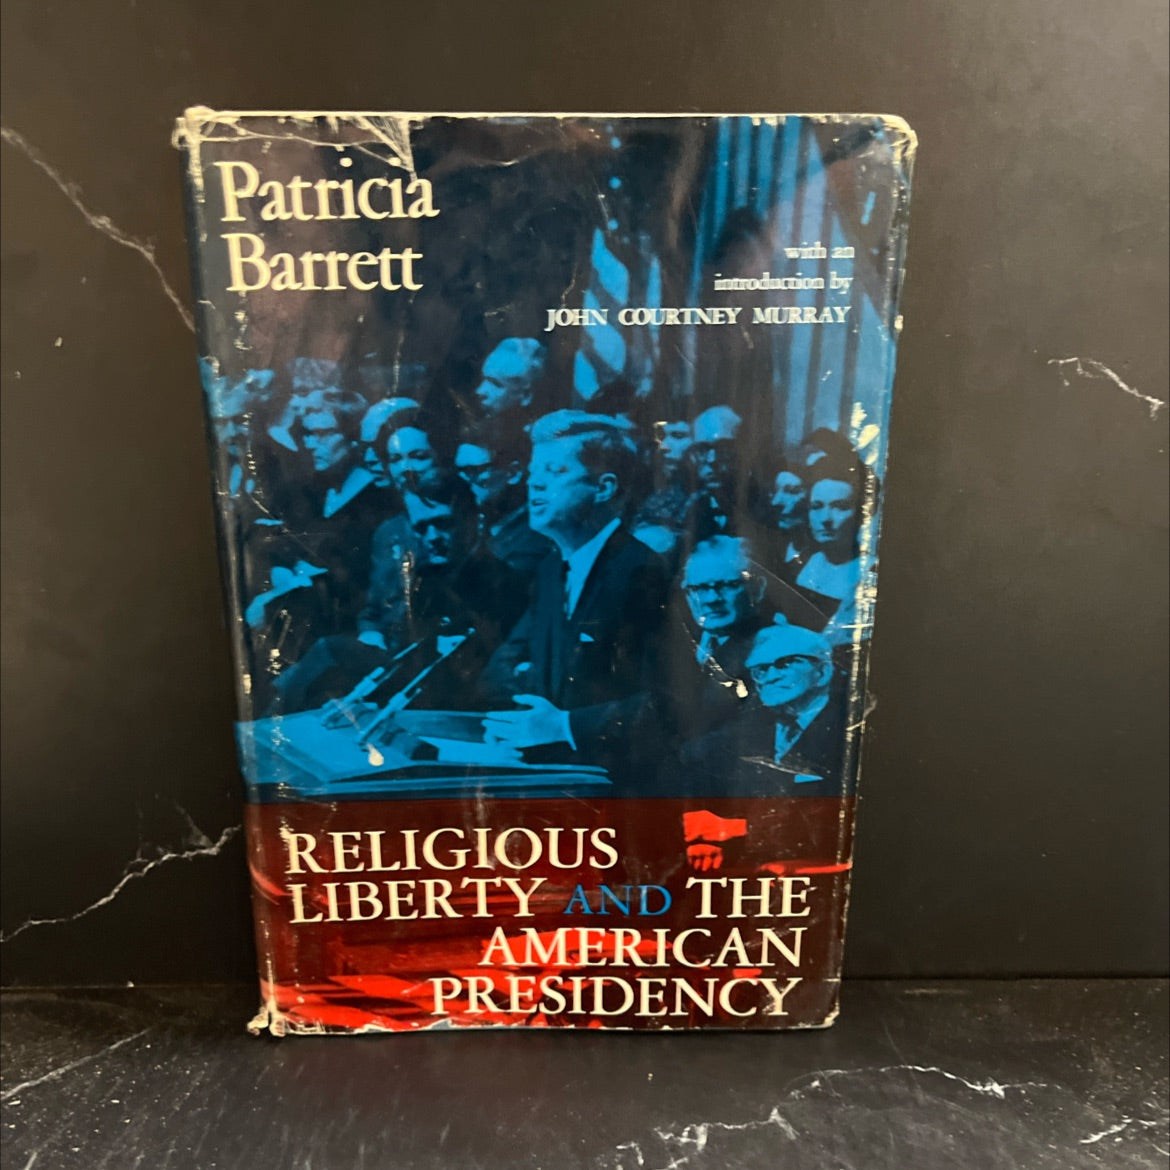 Patricia
Barrett
with an
introduction by
JOHN COURTNEY MURRAY
RELIGIOUS
LIBERTY AND THE
AMERICAN
PRESIDENCY